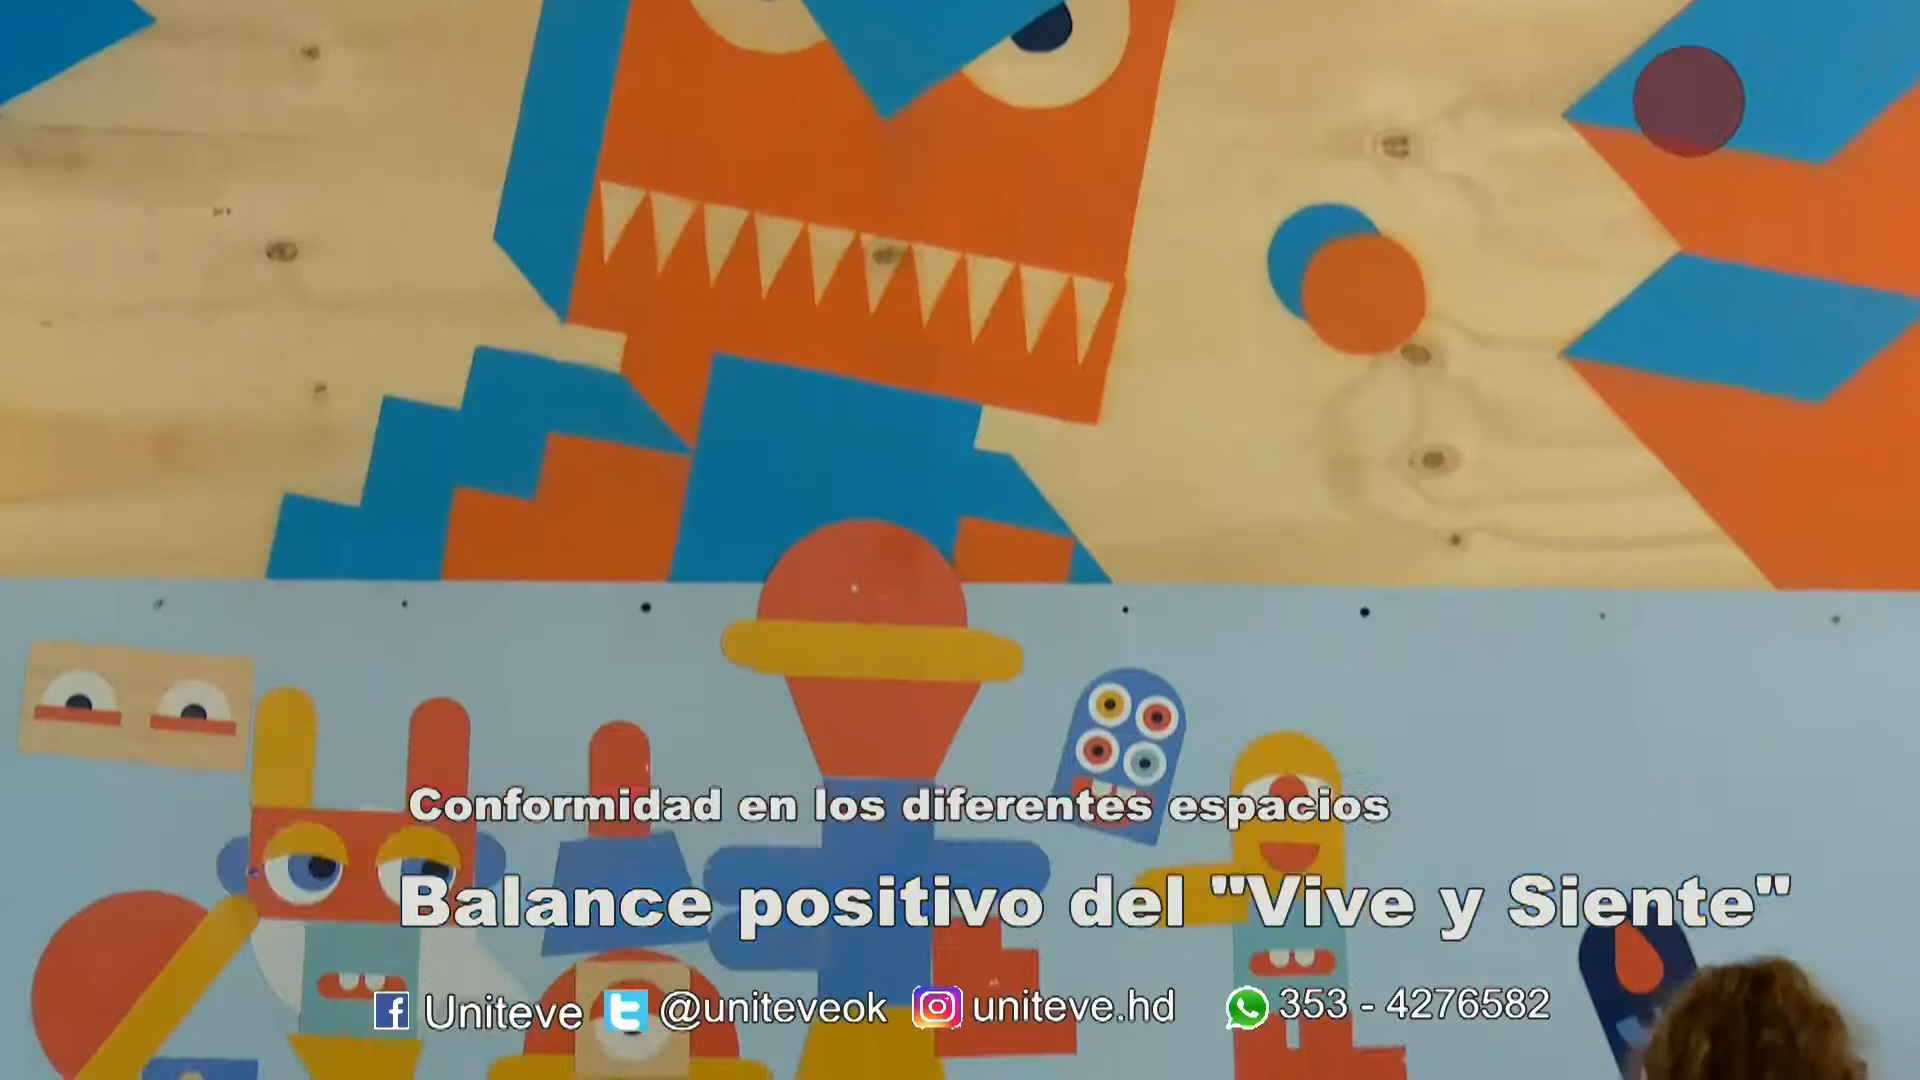 Conformidad en los diferentes espacios
Balance positivo del "Vive y Siente"
Uniteve @uniteveok uniteve.hd 353 - 4276582